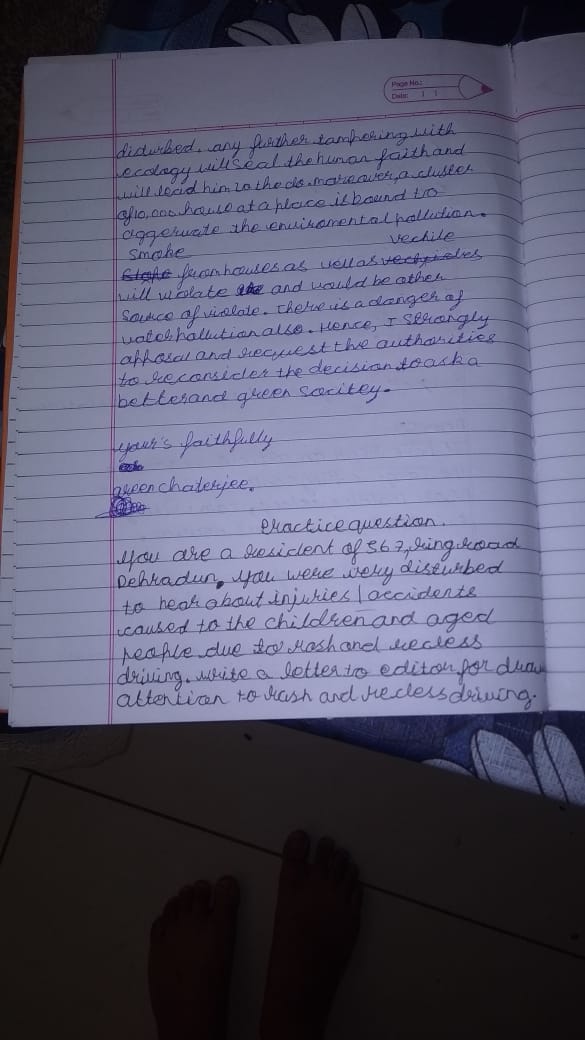 Page No.:
Date:
disturbed. any further tampering with
ecology will seal the human faith and
will lead him to the do. moreover, a cluster
of 10,000 house at a place is bound to
aggerwate the enviromental pollution.
smoke vechile
from houses as well as
will violate and would be other
source of violate. There is a danger of
water pollution also. Hence, I strongly
apposal and request the authorities
to reconsider the decision to ask a
better and green socitey.
your's faithfully
chaterjee.
Practice question.
You are a resident of 567, ring road
Dehradun. You were very disturbed
to hear about injuries | accidents
caused to the children and aged
people due to rash and recless
driving. write a letter to editor for draw
attention to rash and recless driving.